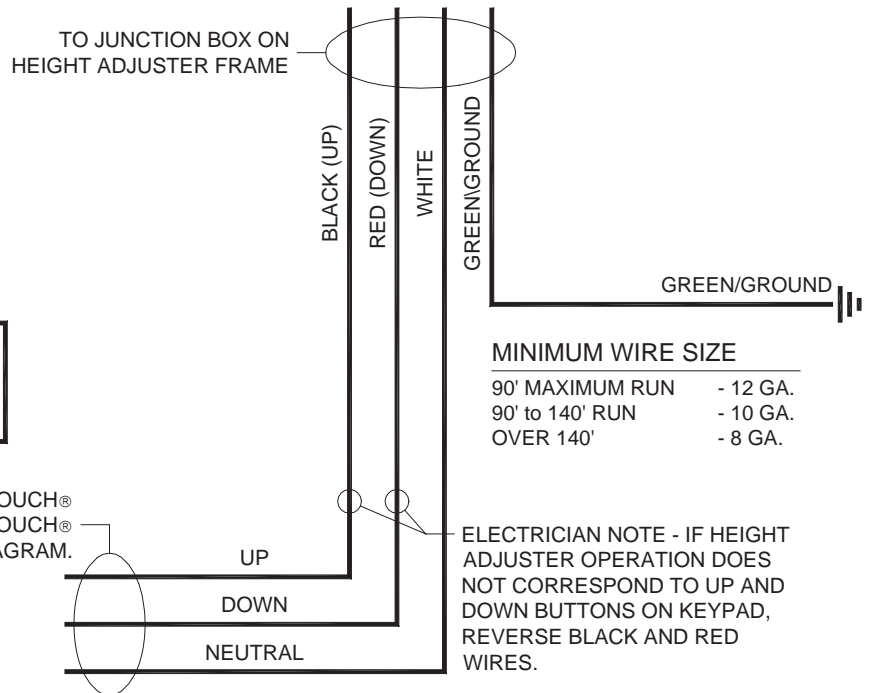 TO JUNCTION BOX ON
HEIGHT ADJUSTER FRAME
BLACK (UP)
RED (DOWN)
WHITE
GREEN\GROUND
GREEN/GROUND
MINIMUM WIRE SIZE
90' MAXIMUM RUN - 12 GA.
90' to 140' RUN - 10 GA.
OVER 140' - 8 GA.
OUCH®
OUCH®
AGRAM.
UP
DOWN
NEUTRAL
ELECTRICIAN NOTE - IF HEIGHT
ADJUSTER OPERATION DOES
NOT CORRESPOND TO UP AND
DOWN BUTTONS ON KEYPAD,
REVERSE BLACK AND RED
WIRES.